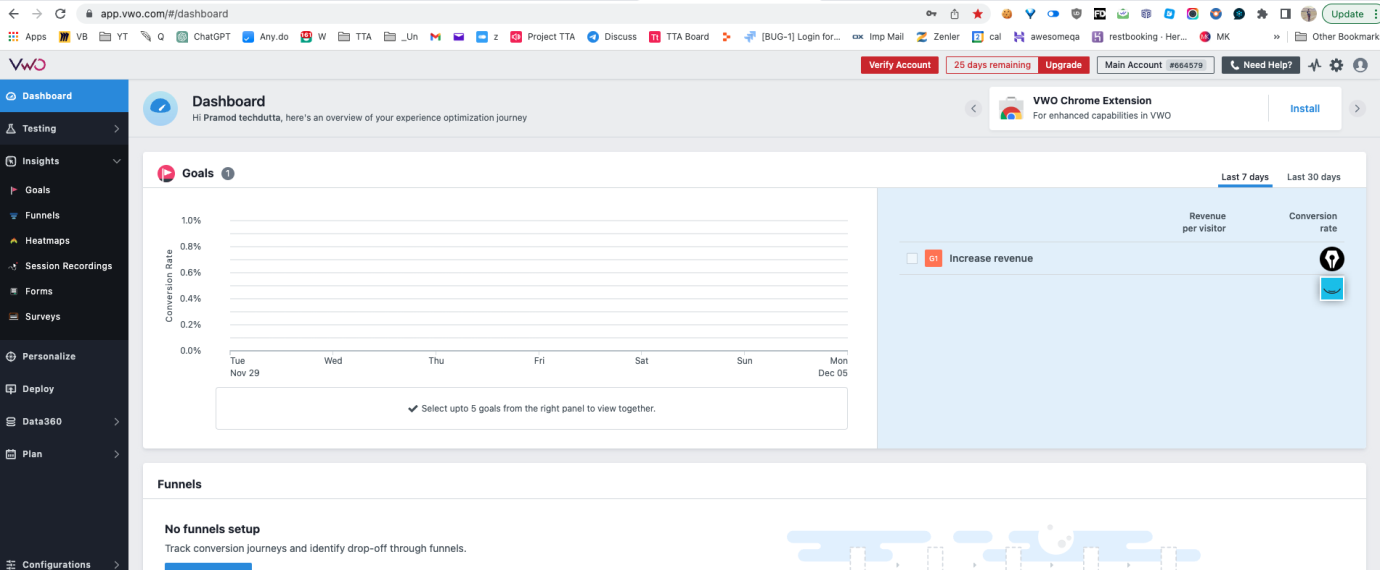 app.vwo.com/#/dashboard
Update
Apps VB YT Q ChatGPT Any.do W TTA _Un z Project TTA Discuss TTA Board [BUG-1] Login for... Imp Mail Zenler cal awesomeqa restbooking - Her... MK » Other Bookmark
VWO
Verify Account 25 days remaining Upgrade Main Account #664579 Need Help?
Dashboard
Testing
Insights
Goals
Funnels
Heatmaps
Session Recordings
Forms
Surveys
Personalize
Deploy
Data360
Plan
Configurations
Dashboard
Hi Pramod techdutta, here's an overview of your experience optimization journey
VWO Chrome Extension
For enhanced capabilities in VWO
Install
Goals 1
Last 7 days Last 30 days
Conversion Rate
1.0%
0.8%
0.6%
0.4%
0.2%
0.0%
Tue Wed Thu Fri Sat Sun Mon
Nov 29 Dec 05
Select upto 5 goals from the right panel to view together.
Revenue Conversion
per visitor rate
G1 Increase revenue
Funnels
No funnels setup
Track conversion journeys and identify drop-off through funnels.